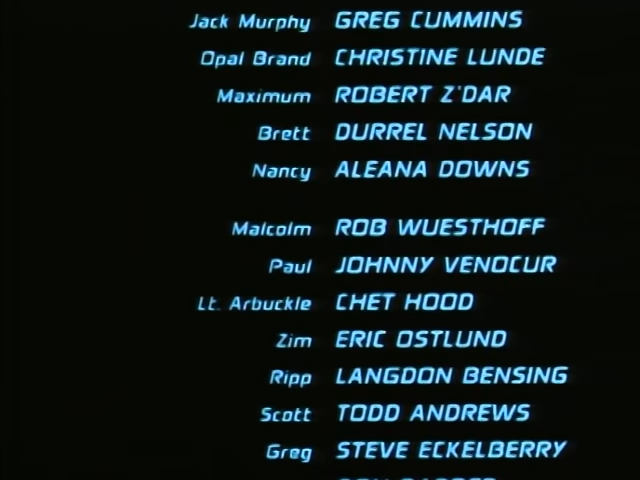 Jack Murphy GREG CUMMINS
Opal Brand CHRISTINE LUNDE
Maximum ROBERT Z'DAR
Brett DURREL NELSON
Nancy ALEANA DOWNS
Malcolm ROB WUESTHOFF
Paul JOHNNY VENOCUR
Lt. Arbuckle CHET HOOD
Zim ERIC OSTLUND
Ripp LANGDON BENSING
Scott TODD ANDREWS
Greg STEVE ECKELBERRY